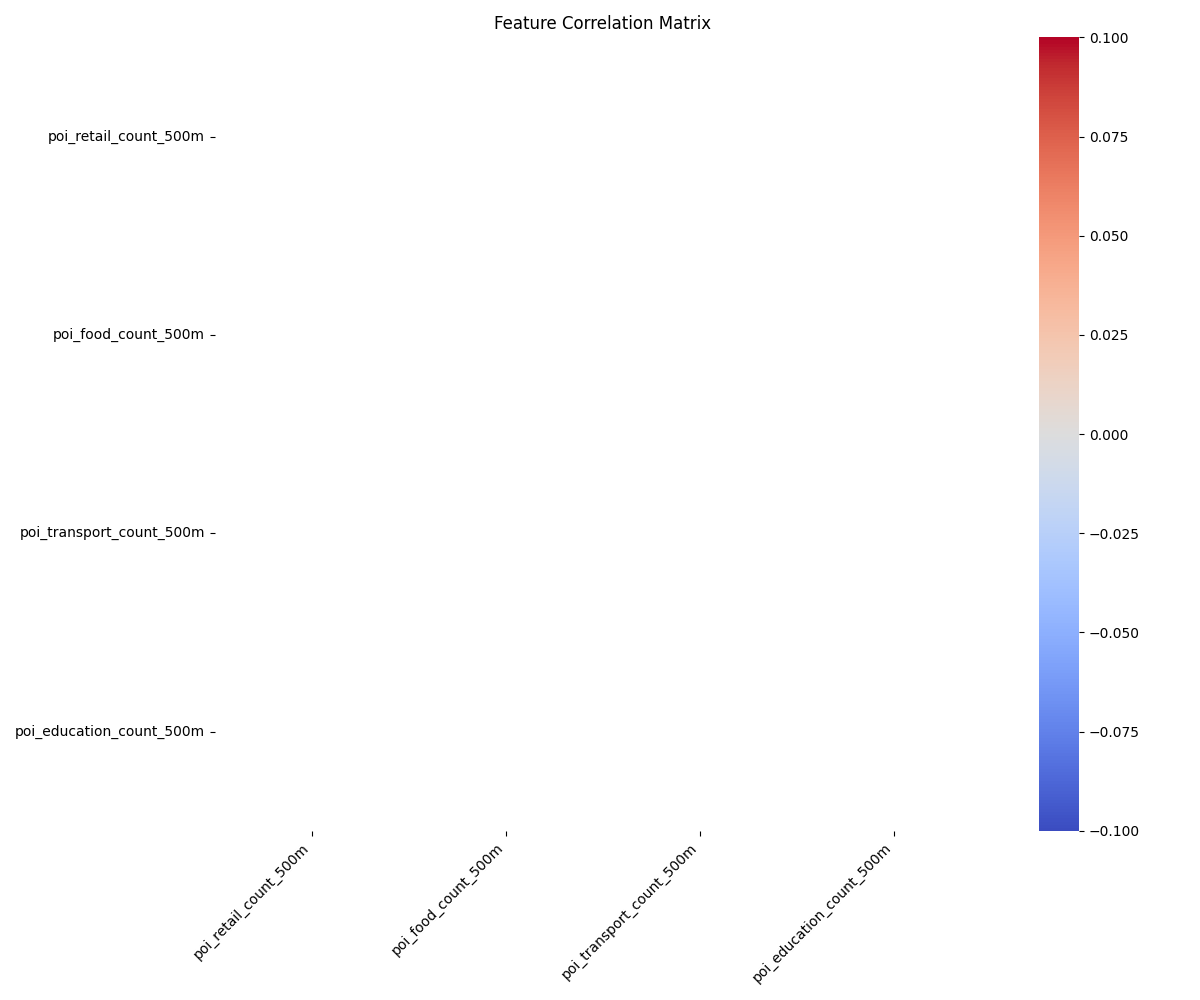 Feature Correlation Matrix
poi_retail_count_500m
poi_food_count_500m
poi_transport_count_500m
poi_education_count_500m
poi_retail_count_500m
poi_food_count_500m
poi_transport_count_500m
poi_education_count_500m
0.100
0.075
0.050
0.025
0.000
−0.025
−0.050
−0.075
−0.100